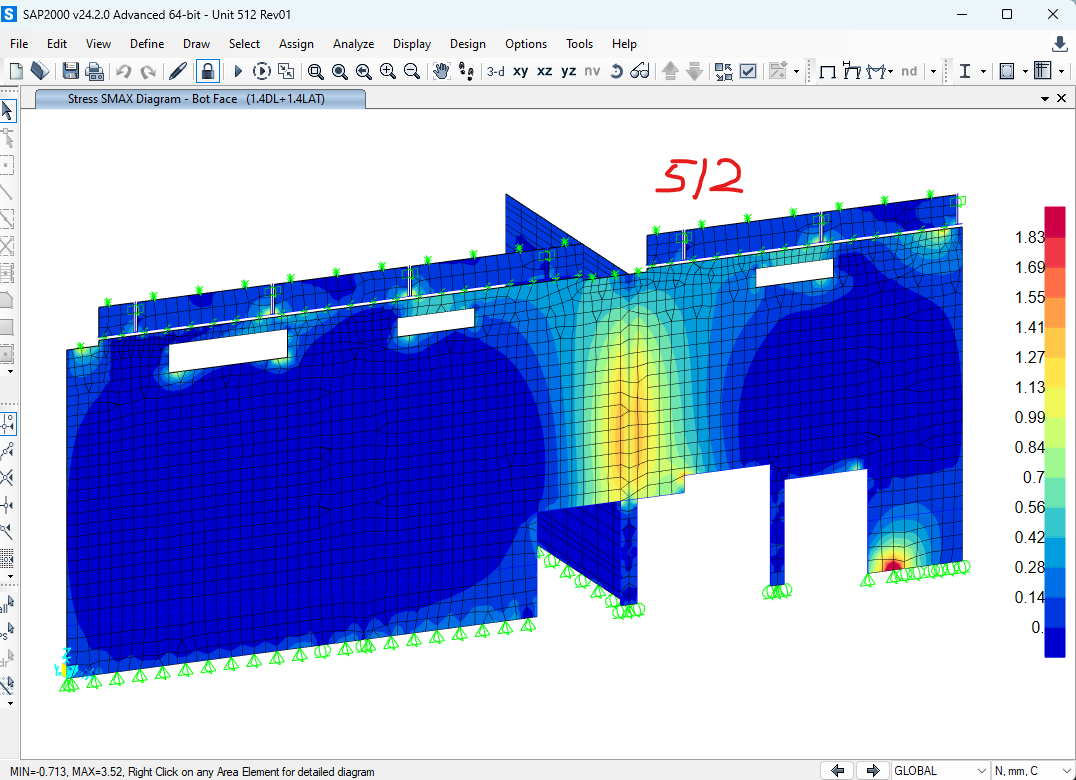 SAP2000 v24.2.0 Advanced 64-bit - Unit 512 Rev01
File Edit View Define Draw Select Assign Analyze Display Design Options Tools Help
3-d xy xz yz nv nd
Stress SMAX Diagram - Bot Face (1.4DL+1.4LAT)
512
1.83
1.69
1.55
1.41
1.27
1.13
0.99
0.84
0.7
0.56
0.42
0.28
0.14
0.
Z
MIN=-0.713, MAX=3.52, Right Click on any Area Element for detailed diagram
GLOBAL
N, mm, C